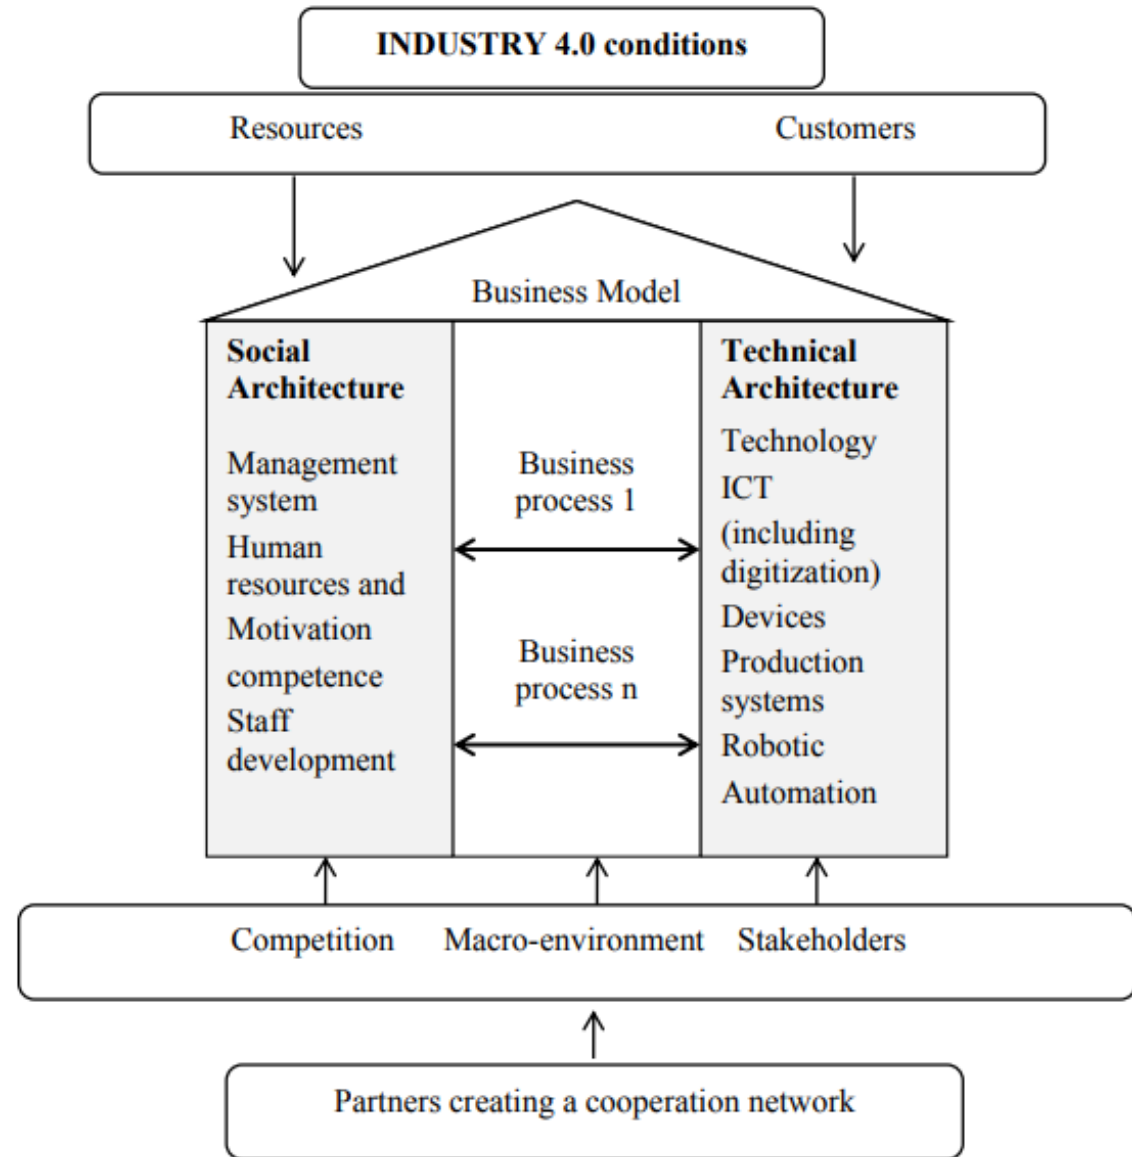 INDUSTRY 4.0 conditions
Resources
Customers
Business Model
Social
Architecture
Management
system
Human
resources and
Motivation
competence
Staff
development
Business
process 1
Business
process n
Technical
Architecture
Technology
ICT
(including
digitization)
Devices
Production
systems
Robotic
Automation
Competition
Macro-environment
Stakeholders
Partners creating a cooperation network